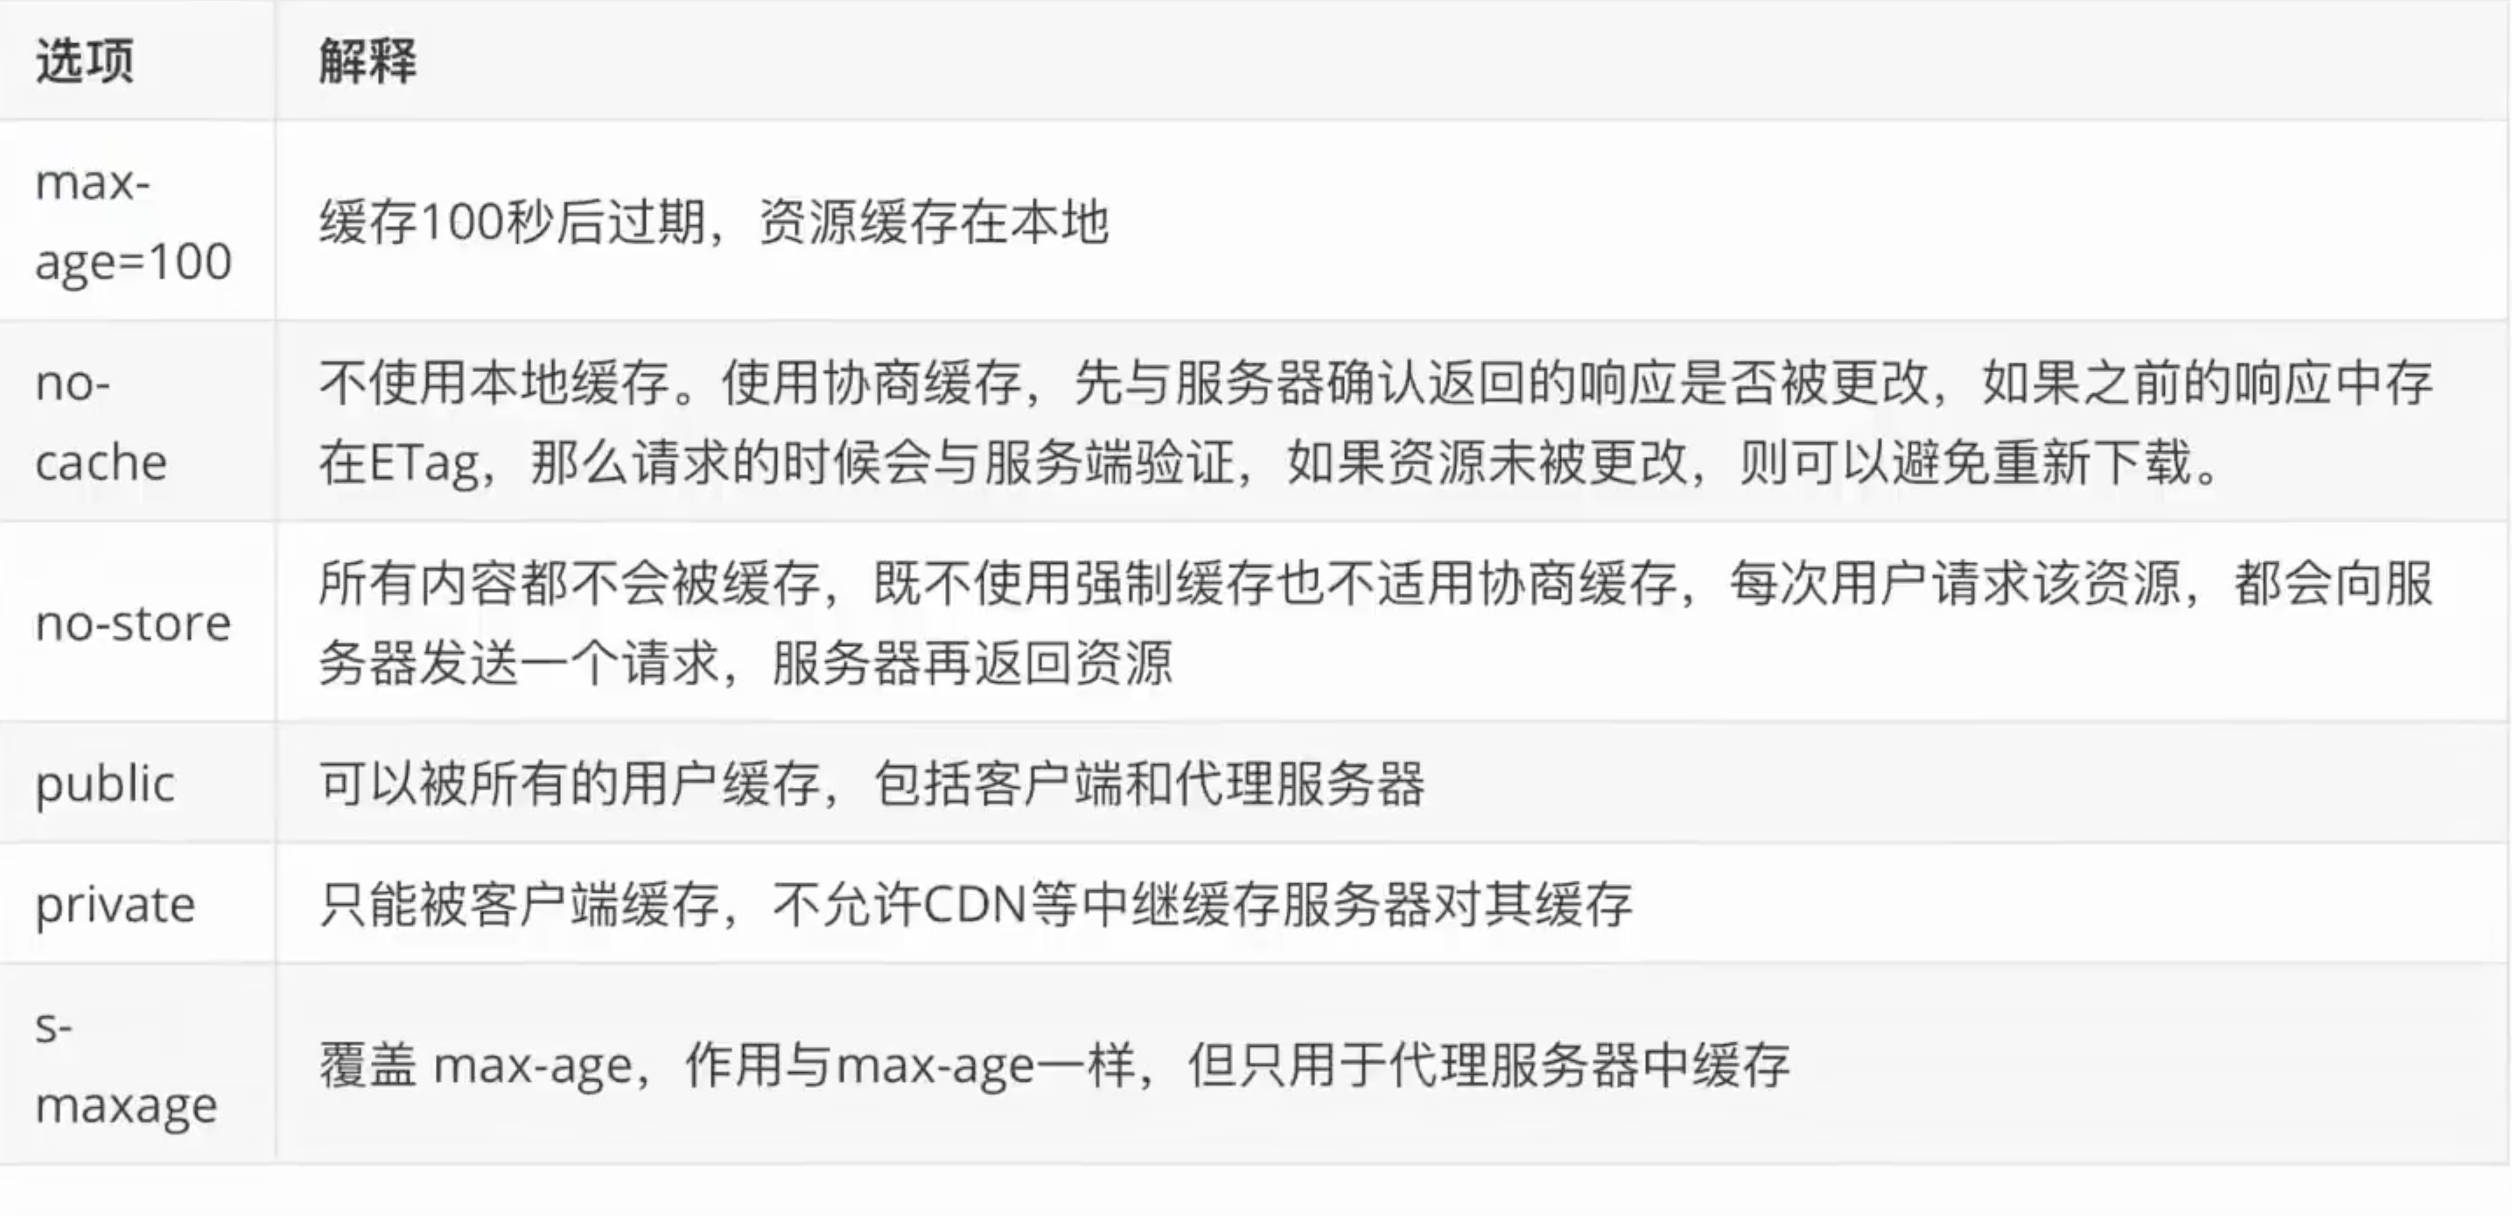 选项
解释
max-
age=100
缓存100秒后过期，资源缓存在本地
no-
cache
不使用本地缓存。使用协商缓存，先与服务器确认返回的响应是否被更改，如果之前的响应中存
在ETag，那么请求的时候会与服务端验证，如果资源未被更改，则可以避免重新下载。
no-store
所有内容都不会被缓存，既不使用强制缓存也不适用协商缓存，每次用户请求该资源，都会向服
务器发送一个请求，服务器再返回资源
public
可以被所有的用户缓存，包括客户端和代理服务器
private
只能被客户端缓存，不允许CDN等中继缓存服务器对其缓存
s-
maxage
覆盖 max-age，作用与max-age一样，但只用于代理服务器中缓存